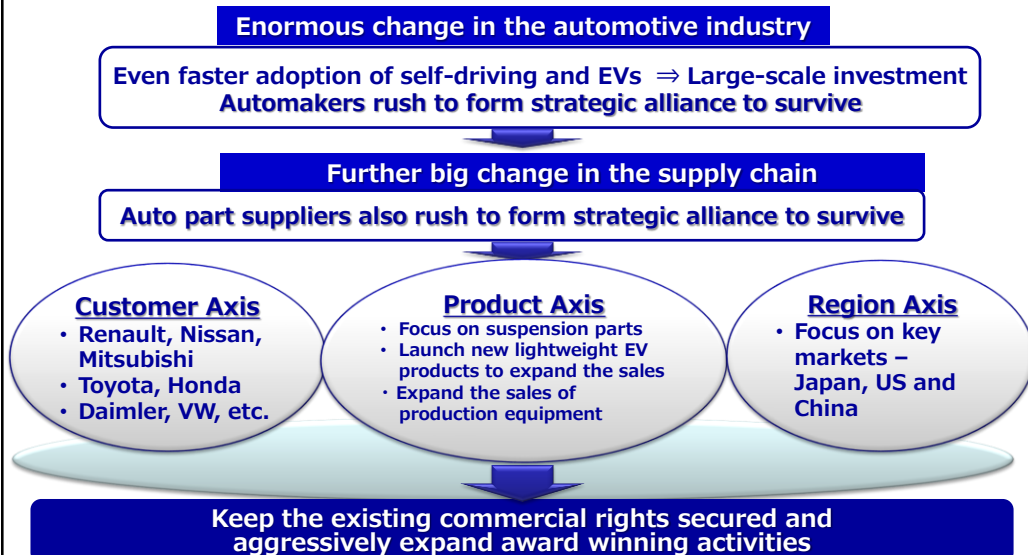 Enormous change in the automotive industry
Even faster adoption of self-driving and EVs ⇒ Large-scale investment
Automakers rush to form strategic alliance to survive
Further big change in the supply chain
Auto part suppliers also rush to form strategic alliance to survive
Customer Axis
• Renault, Nissan,
Mitsubishi
• Toyota, Honda
• Daimler, VW, etc.
Product Axis
• Focus on suspension parts
• Launch new lightweight EV
products to expand the sales
・Expand the sales of
production equipment
Region Axis
• Focus on key
markets –
Japan, US and
China
Keep the existing commercial rights secured and
aggressively expand award winning activities